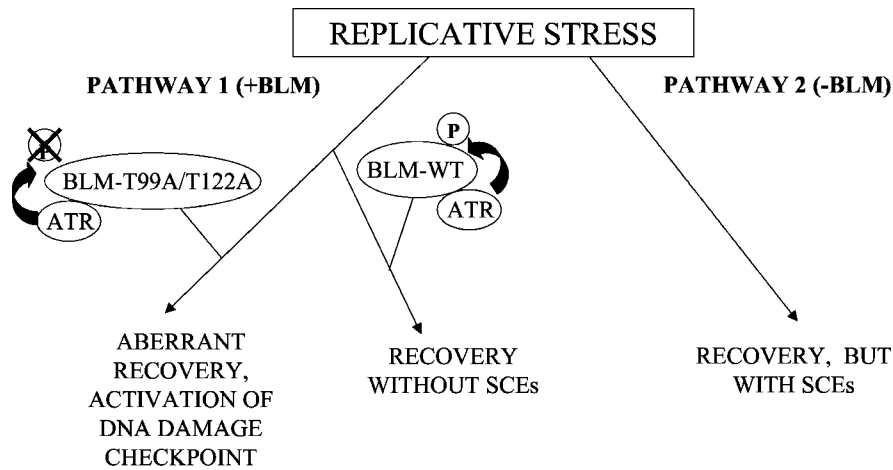 REPLICATIVE STRESS
PATHWAY 1 (+BLM)
PATHWAY 2 (-BLM)
BLM-T99A/T122A
ATR
P
BLM-WT
ATR
ABERRANT
RECOVERY,
ACTIVATION OF
DNA DAMAGE
CHECKPOINT
RECOVERY
WITHOUT SCEs
RECOVERY, BUT
WITH SCEs